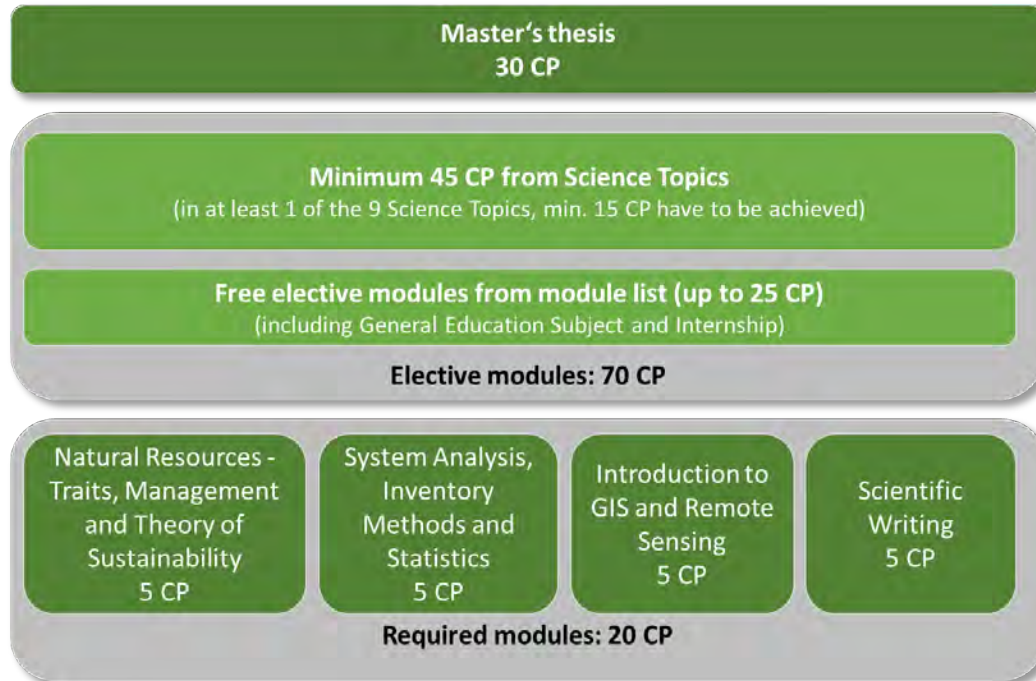 Master‘s thesis
30 CP
Minimum 45 CP from Science Topics
(in at least 1 of the 9 Science Topics, min. 15 CP have to be achieved)
Free elective modules from module list (up to 25 CP)
(including General Education Subject and Internship)
Elective modules: 70 CP
Natural Resources -
Traits, Management
and Theory of
Sustainability
5 CP
System Analysis,
Inventory
Methods and
Statistics
5 CP
Introduction to
GIS and Remote
Sensing
5 CP
Scientific
Writing
5 CP
Required modules: 20 CP